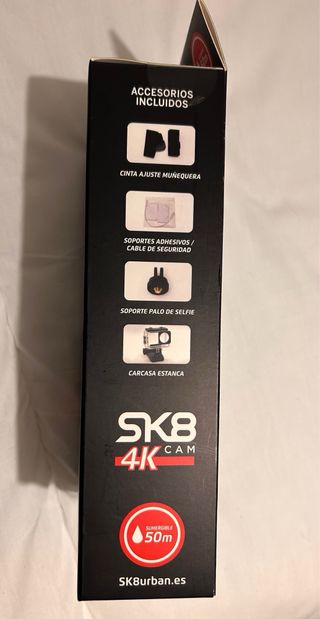 ACCESORIOS
INCLUIDOS
CINTA AJUSTE MUÑEQUERA
SOPORTES ADHESIVOS /
CABLE DE SEGURIDAD
SOPORTE PALO DE SELFIE
CARCASA ESTANCA
SK8
4K CAM
SUMERGIBLE
50m
SK8urban.es